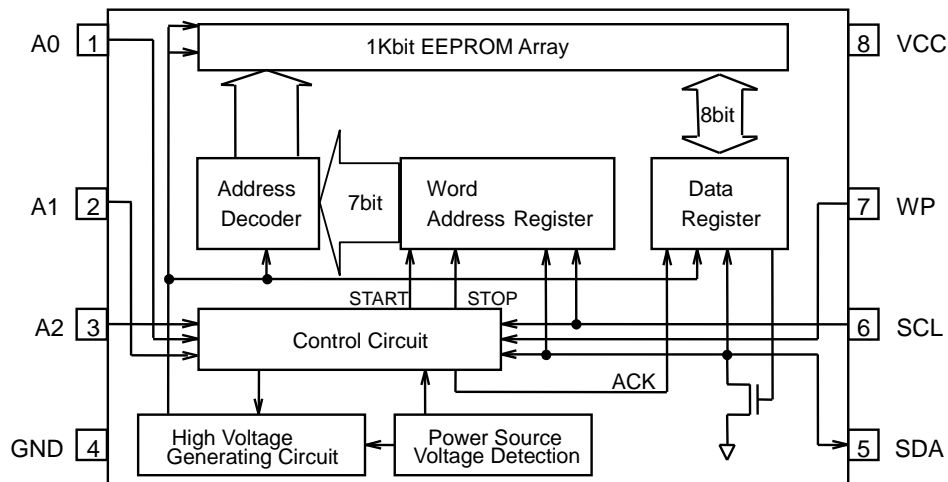 A0 1
1Kbit EEPROM Array
8 VCC
8bit
A1 2
Address
Decoder
7bit
Word
Address Register
Data
Register
7 WP
START STOP
A2 3
Control Circuit
6 SCL
ACK
GND 4
High Voltage
Generating Circuit
Power Source
Voltage Detection
5 SDA